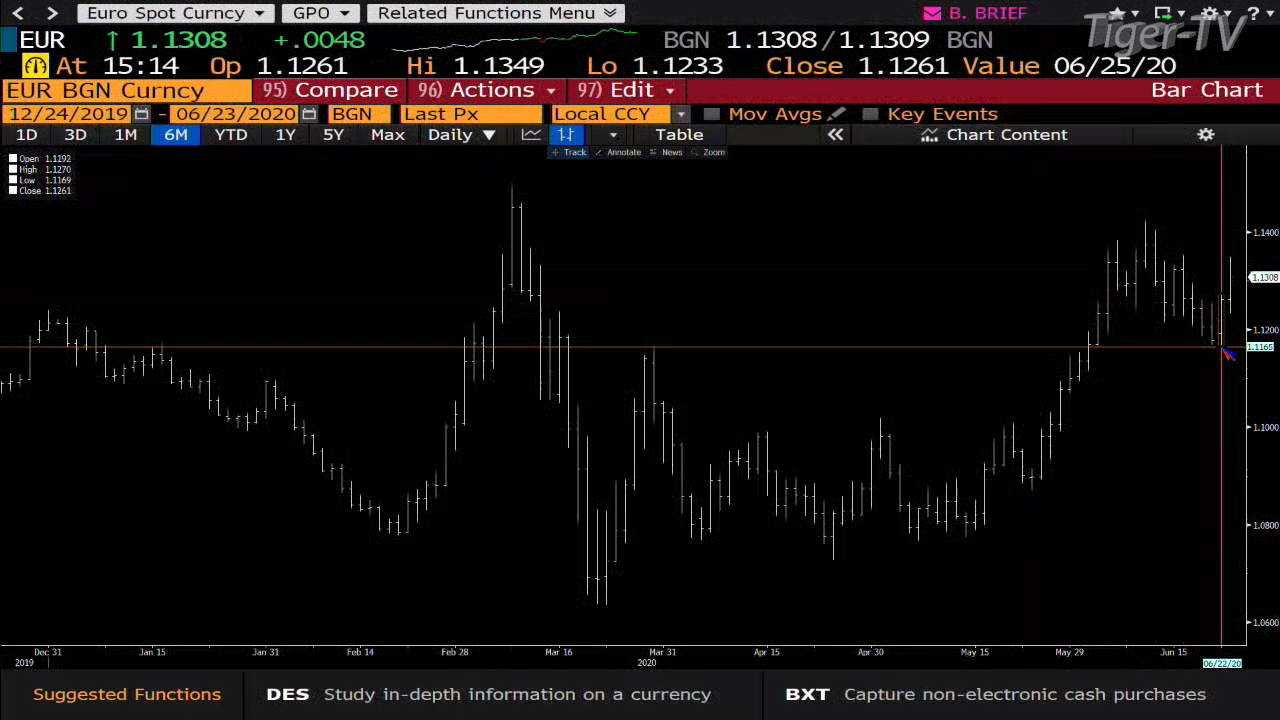 Euro Spot Curncy GPO Related Functions Menu B. BRIEF
Tiger-TV
EUR ↑ 1.1308 +.0048 BGN 1.1308/1.1309 BGN
At 15:14 Op 1.1261 Hi 1.1349 Lo 1.1233 Close 1.1261 Value 06/25/20
EUR BGN Curncy 95) Compare 96) Actions 97) Edit Bar Chart
12/24/2019 - 06/23/2020 BGN Last Px Local CCY Mov Avgs Key Events
1D 3D 1M 6M YTD 1Y 5Y Max Daily ▼ Table « Chart Content
+ Track Annotate News Zoom
Open 1.1192
High 1.1270
Low 1.1169
Close 1.1261
1.1400
1.1308
1.1200
1.1165
1.1000
1.0800
1.0600
Dec 31 Jan 15 Jan 31 Feb 14 Feb 28 Mar 16 Mar 31 Apr 15 Apr 30 May 15 May 29 Jun 15
2019 2020 06/22/20
Suggested Functions DES Study in-depth information on a currency BXT Capture non-electronic cash purchases